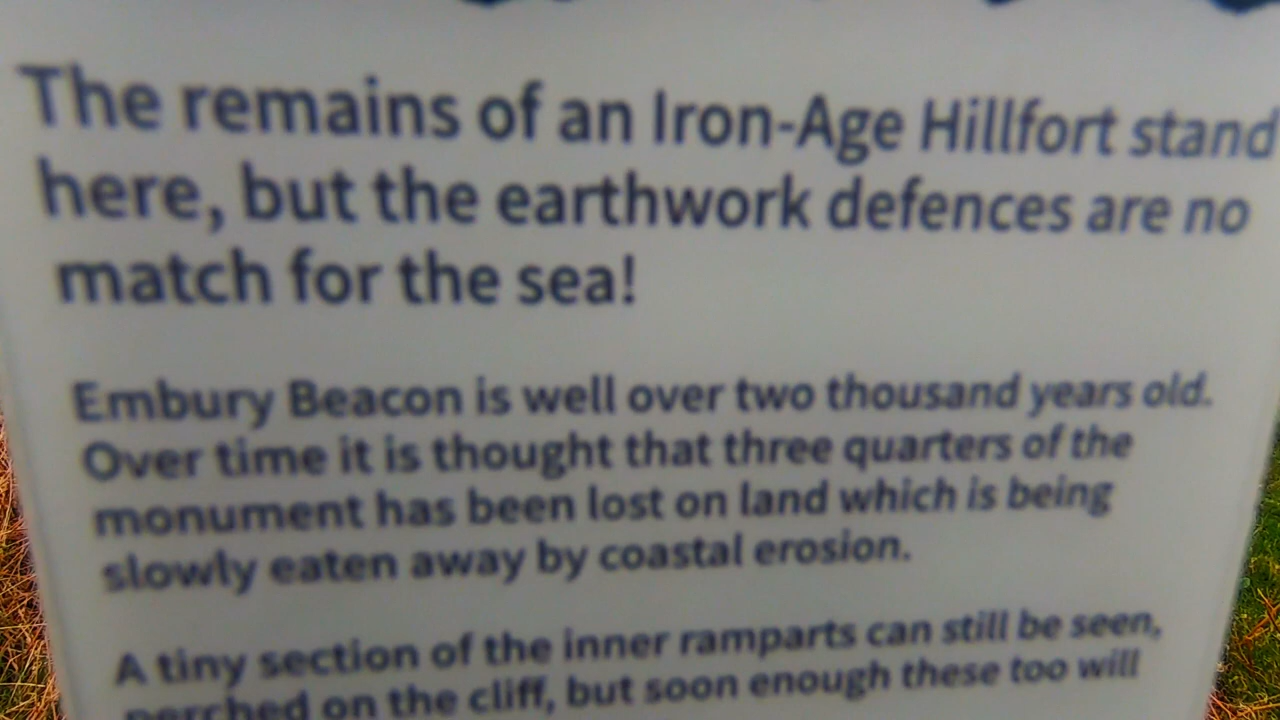 The remains of an Iron-Age Hillfort stand
here, but the earthwork defences are no
match for the sea!
Embury Beacon is well over two thousand years old.
Over time it is thought that three quarters of the
monument has been lost on land which is being
slowly eaten away by coastal erosion.
A tiny section of the inner ramparts can still be seen,
perched on the cliff, but soon enough these too will